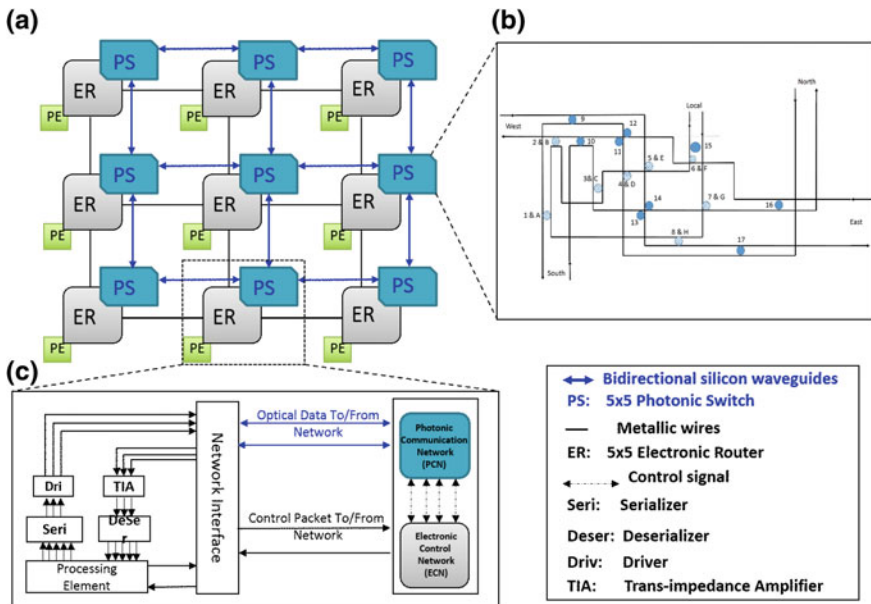 (a)
PS
PS
PS
ER
ER
ER
PE
PE
PE
PS
PS
PS
ER
ER
ER
PE
PE
PE
PS
PS
PS
ER
ER
ER
PE
PE
PE
(b)
North
Local
9
12
West
2 & B
10
11
15
5 & E
6 & F
3 & C
4 & D
14
7 & G
16
1 & A
13
East
8 & H
17
South
(c)
Optical Data To/From
Network
Network Interface
Dri
TIA
Seri
DeSe
r
Processing
Element
Control Packet To/From
Network
Photonic
Communication
Network
(PCN)
Electronic
Control
Network
(ECN)
Bidirectional silicon waveguides
PS: 5x5 Photonic Switch
Metallic wires
ER: 5x5 Electronic Router
Control signal
Seri: Serializer
Deser: Deserializer
Driv: Driver
TIA: Trans-impedance Amplifier